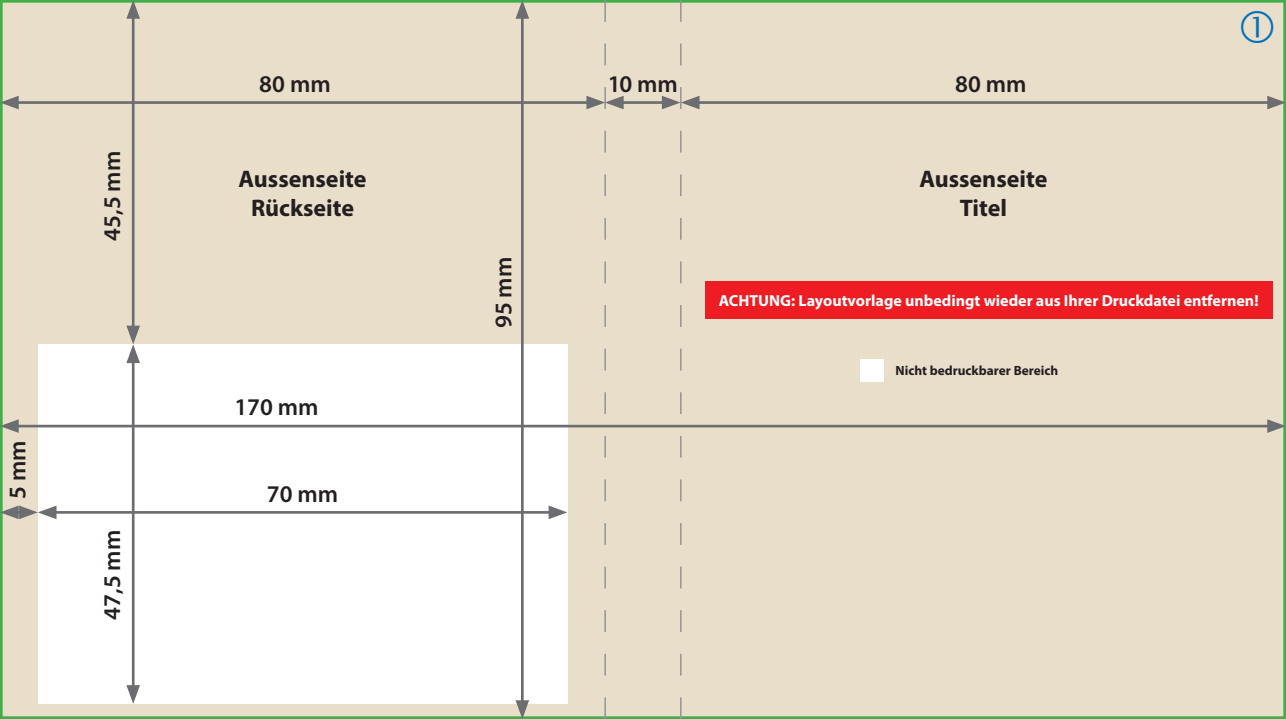 ①
80 mm
10 mm
80 mm
45,5 mm
Aussenseite
Rückseite
Aussenseite
Titel
95 mm
ACHTUNG: Layoutvorlage unbedingt wieder aus Ihrer Druckdatei entfernen!
Nicht bedruckbarer Bereich
170 mm
5 mm
70 mm
47,5 mm